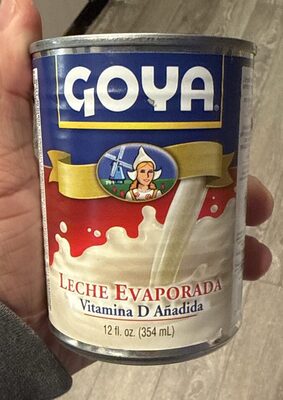 GOYA
LECHE EVAPORADA
Vitamina D Añadida
12 fl. oz. (354 mL)